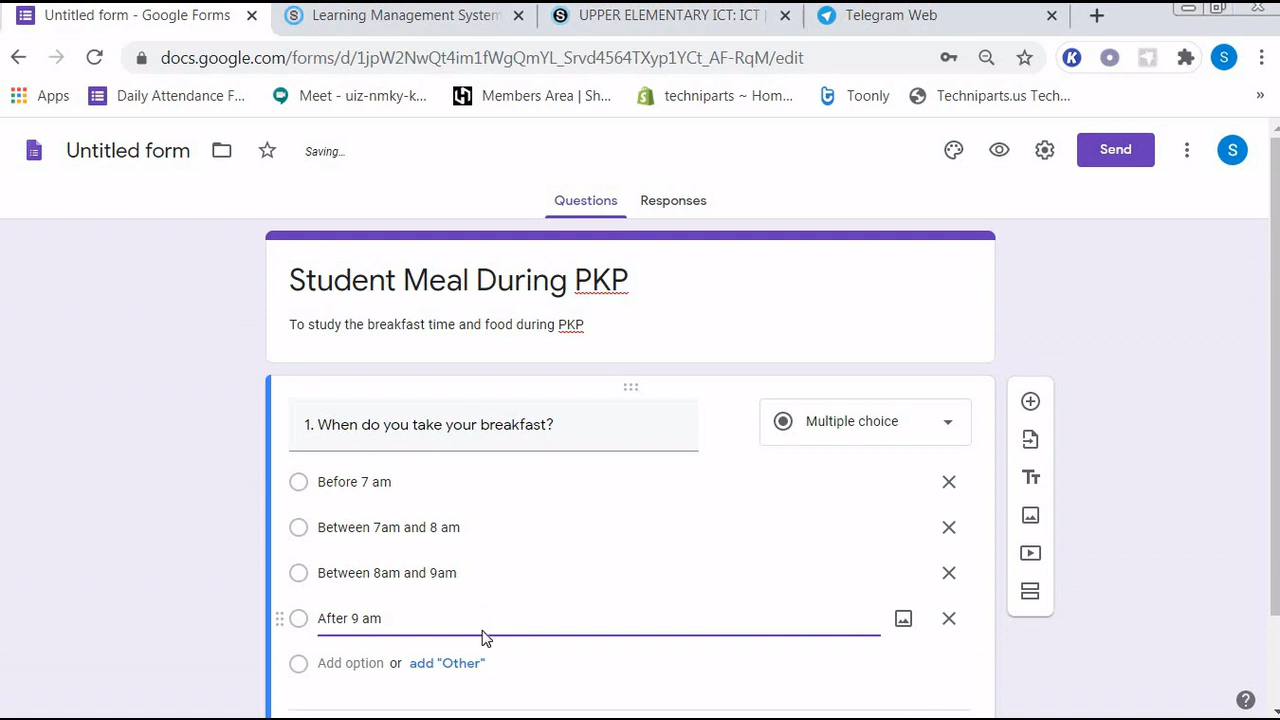 Untitled form - Google Forms
Learning Management System
UPPER ELEMENTARY ICT: ICT
Telegram Web
docs.google.com/forms/d/1JpW2NwQt4im1fWgQmYL_Srvd4564TXyp1YCt_AF-RqM/edit
S
Apps
Daily Attendance F...
Meet - uiz-nmky-k...
Members Area | Sh...
techniparts ~ Hom...
Toonly
Techniparts.us Tech...
»
Untitled form
Saving...
Send
S
Questions
Responses
Student Meal During PKP
To study the breakfast time and food during PKP
1. When do you take your breakfast?
Multiple choice
Before 7 am
Between 7am and 8 am
Between 8am and 9am
After 9 am
Add option or add "Other"
Tт